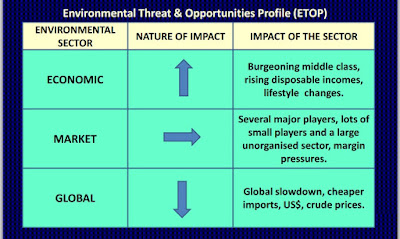 Environmental Threat & Opportunities Profile (ETOP)
ENVIRONMENTAL
SECTOR
NATURE OF IMPACT
IMPACT OF THE SECTOR
ECONOMIC
Burgeoning middle class,
rising disposable incomes,
lifestyle changes.
MARKET
Several major players, lots of
small players and a large
unorganised sector, margin
pressures.
GLOBAL
Global slowdown, cheaper
imports, US$, crude prices.